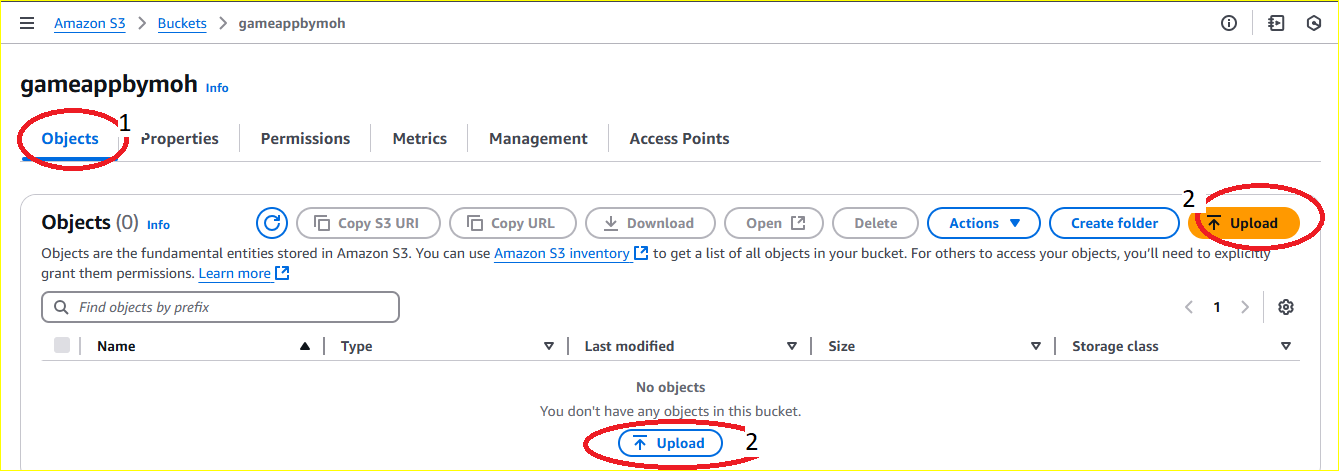 Amazon S3 > Buckets > gameappbymoh
gameappbymoh Info
1
Objects Properties Permissions Metrics Management Access Points
2
Objects (0) Info Copy S3 URI Copy URL Download Open Delete Actions Create folder Upload
Objects are the fundamental entities stored in Amazon S3. You can use Amazon S3 inventory to get a list of all objects in your bucket. For others to access your objects, you'll need to explicitly
grant them permissions. Learn more
Find objects by prefix 1
Name Type Last modified Size Storage class
No objects
You don't have any objects in this bucket.
Upload 2